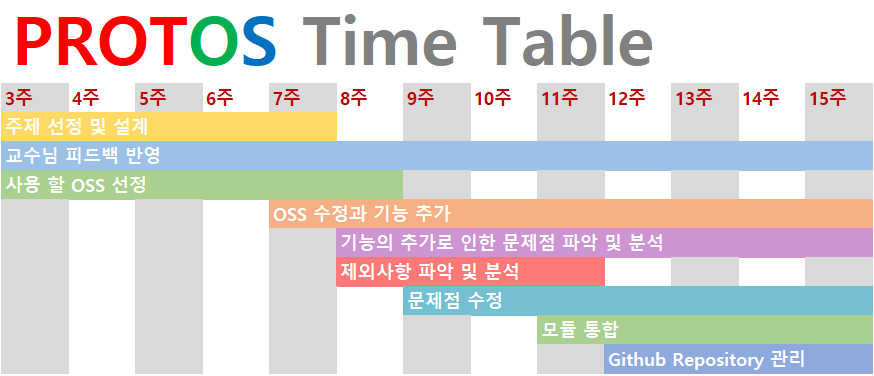 PROTOS Time Table
3주 4주 5주 6주 7주 8주 9주 10주 11주 12주 13주 14주 15주
주제 선정 및 설계
교수님 피드백 반영
사용 할 OSS 선정
OSS 수정과 기능 추가
기능의 추가로 인한 문제점 파악 및 분석
제외사항 파악 및 분석
문제점 수정
모듈 통합
Github Repository 관리